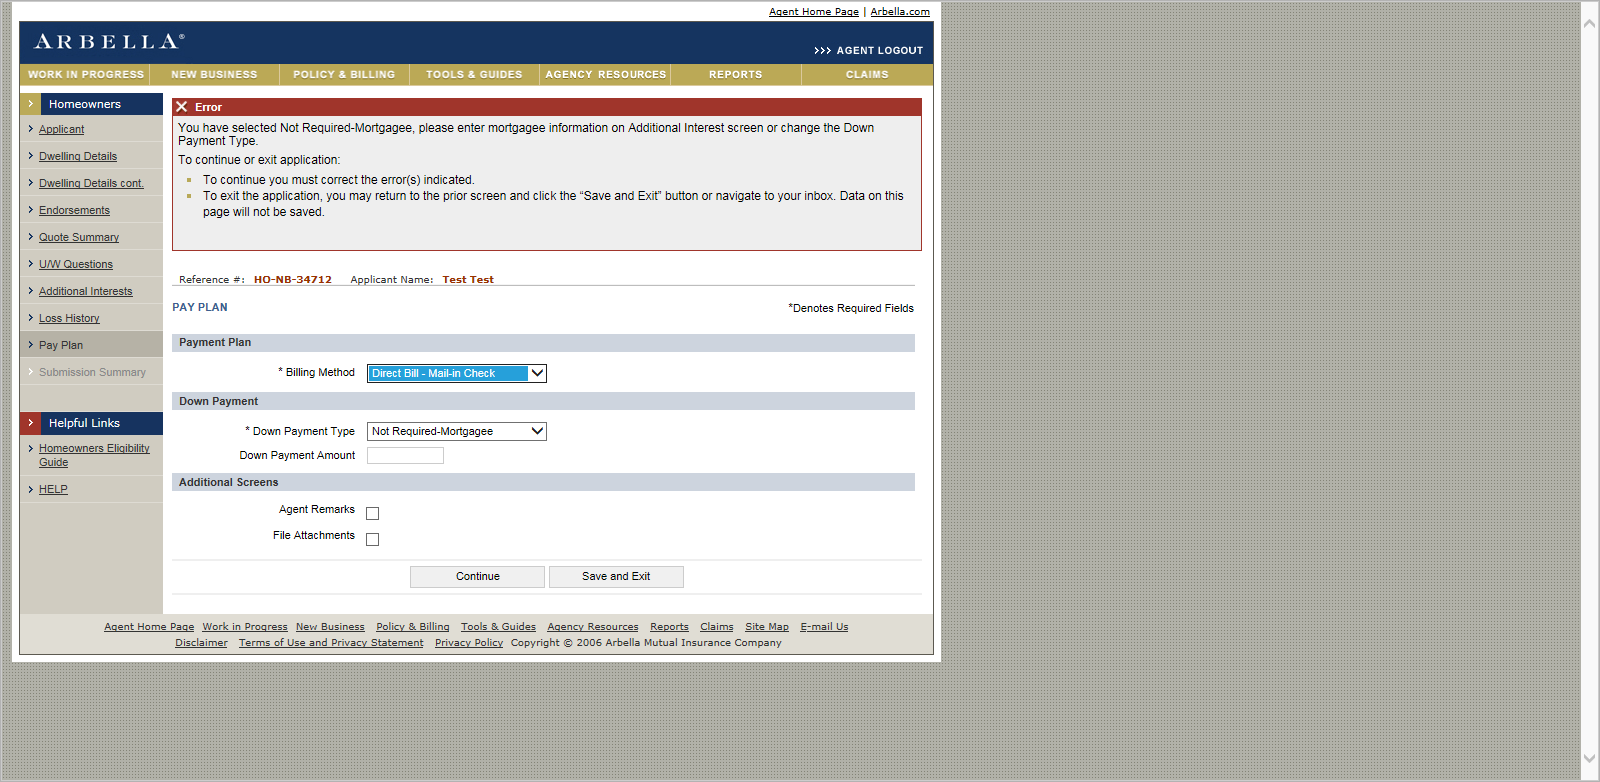 Agent Home Page | Arbella.com
ARBELLA®
>>> AGENT LOGOUT
WORK IN PROGRESS NEW BUSINESS POLICY & BILLING TOOLS & GUIDES AGENCY RESOURCES REPORTS CLAIMS
Homeowners
Applicant
Dwelling Details
Dwelling Details cont.
Endorsements
Quote Summary
U/W Questions
Additional Interests
Loss History
Pay Plan
Submission Summary
Helpful Links
Homeowners Eligibility
Guide
HELP
Error
You have selected Not Required-Mortgagee, please enter mortgagee information on Additional Interest screen or change the Down
Payment Type.
To continue or exit application:
To continue you must correct the error(s) indicated.
To exit the application, you may return to the prior screen and click the “Save and Exit” button or navigate to your inbox. Data on this
page will not be saved.
Reference #: HO-NB-34712 Applicant Name: Test Test
PAY PLAN
*Denotes Required Fields
Payment Plan
* Billing Method Direct Bill - Mail-in Check
Down Payment
* Down Payment Type Not Required-Mortgagee
Down Payment Amount
Additional Screens
Agent Remarks
File Attachments
Continue Save and Exit
Agent Home Page Work in Progress New Business Policy & Billing Tools & Guides Agency Resources Reports Claims Site Map E-mail Us
Disclaimer Terms of Use and Privacy Statement Privacy Policy Copyright © 2006 Arbella Mutual Insurance Company